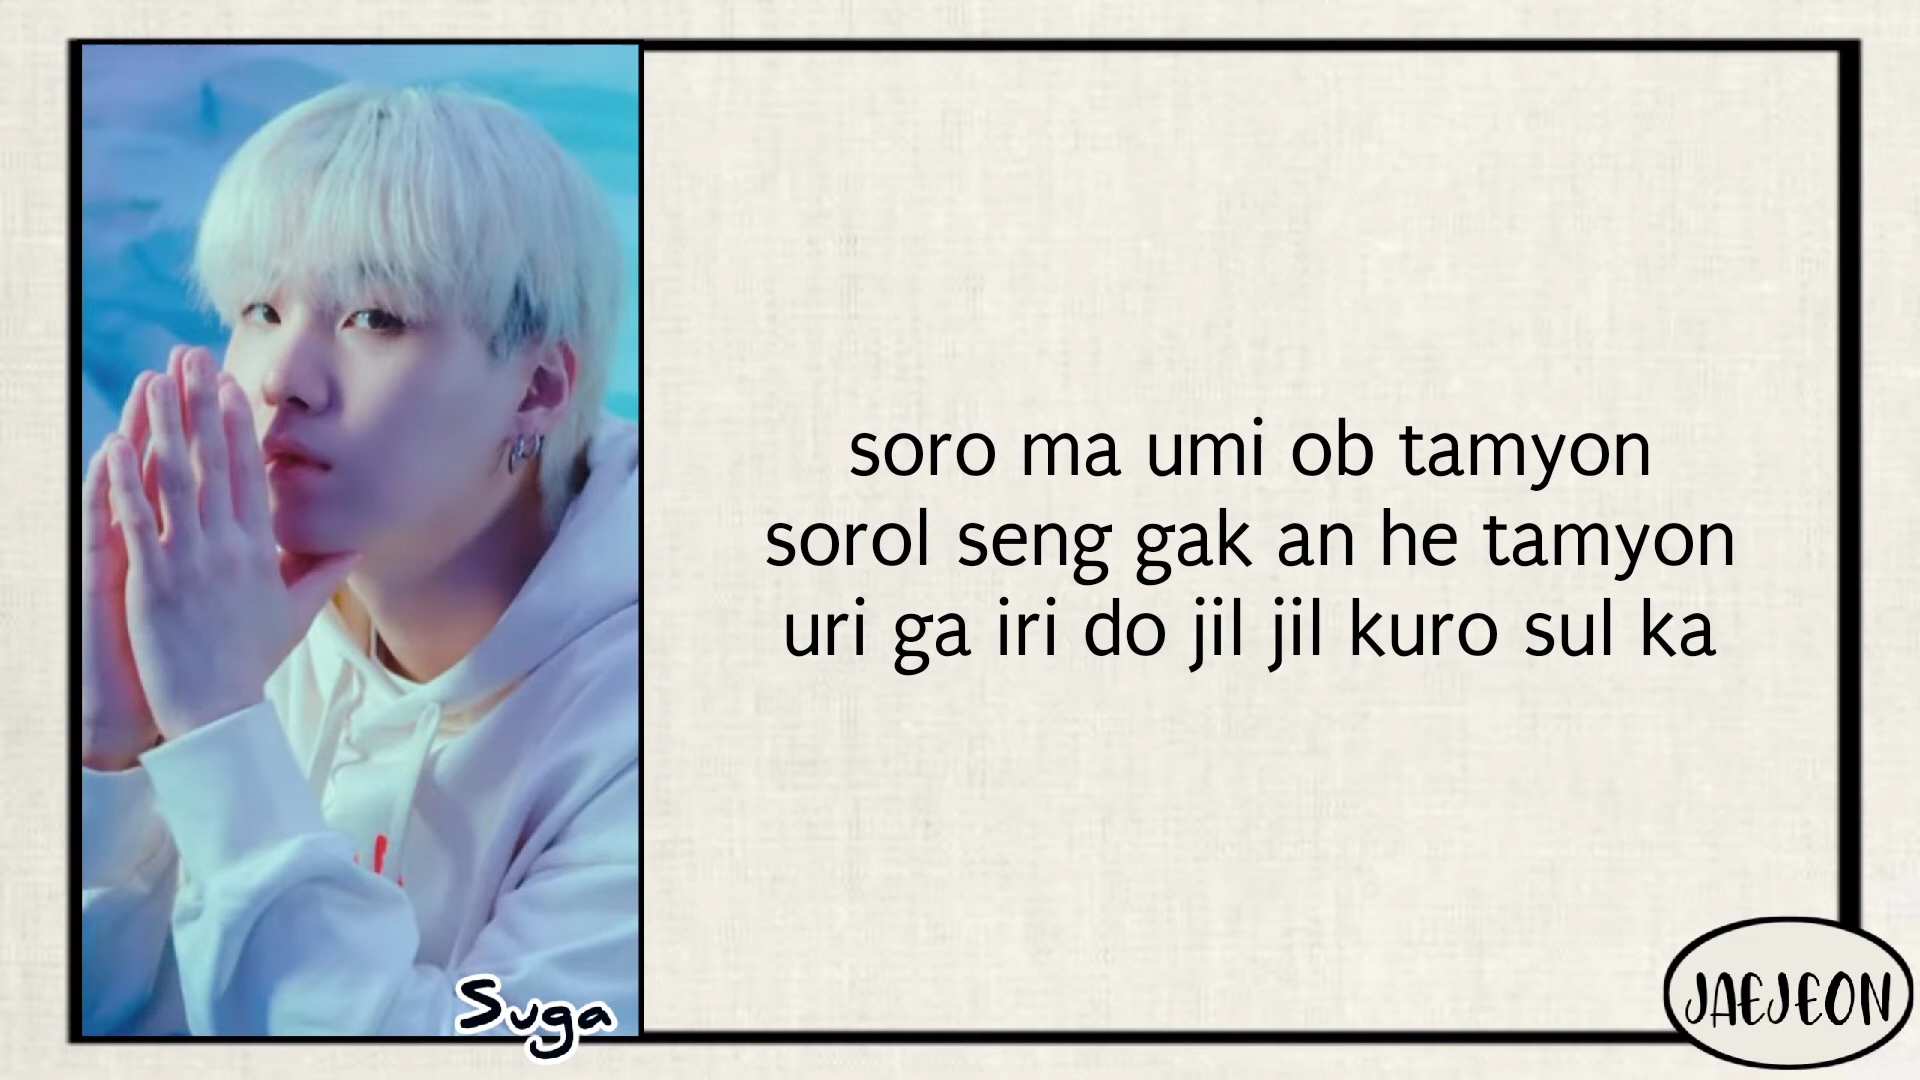 soro ma umi ob tamyon
sorol seng gak an he tamyon
uri ga iri do jil jil kuro sul ka
Suga
JAEJEON